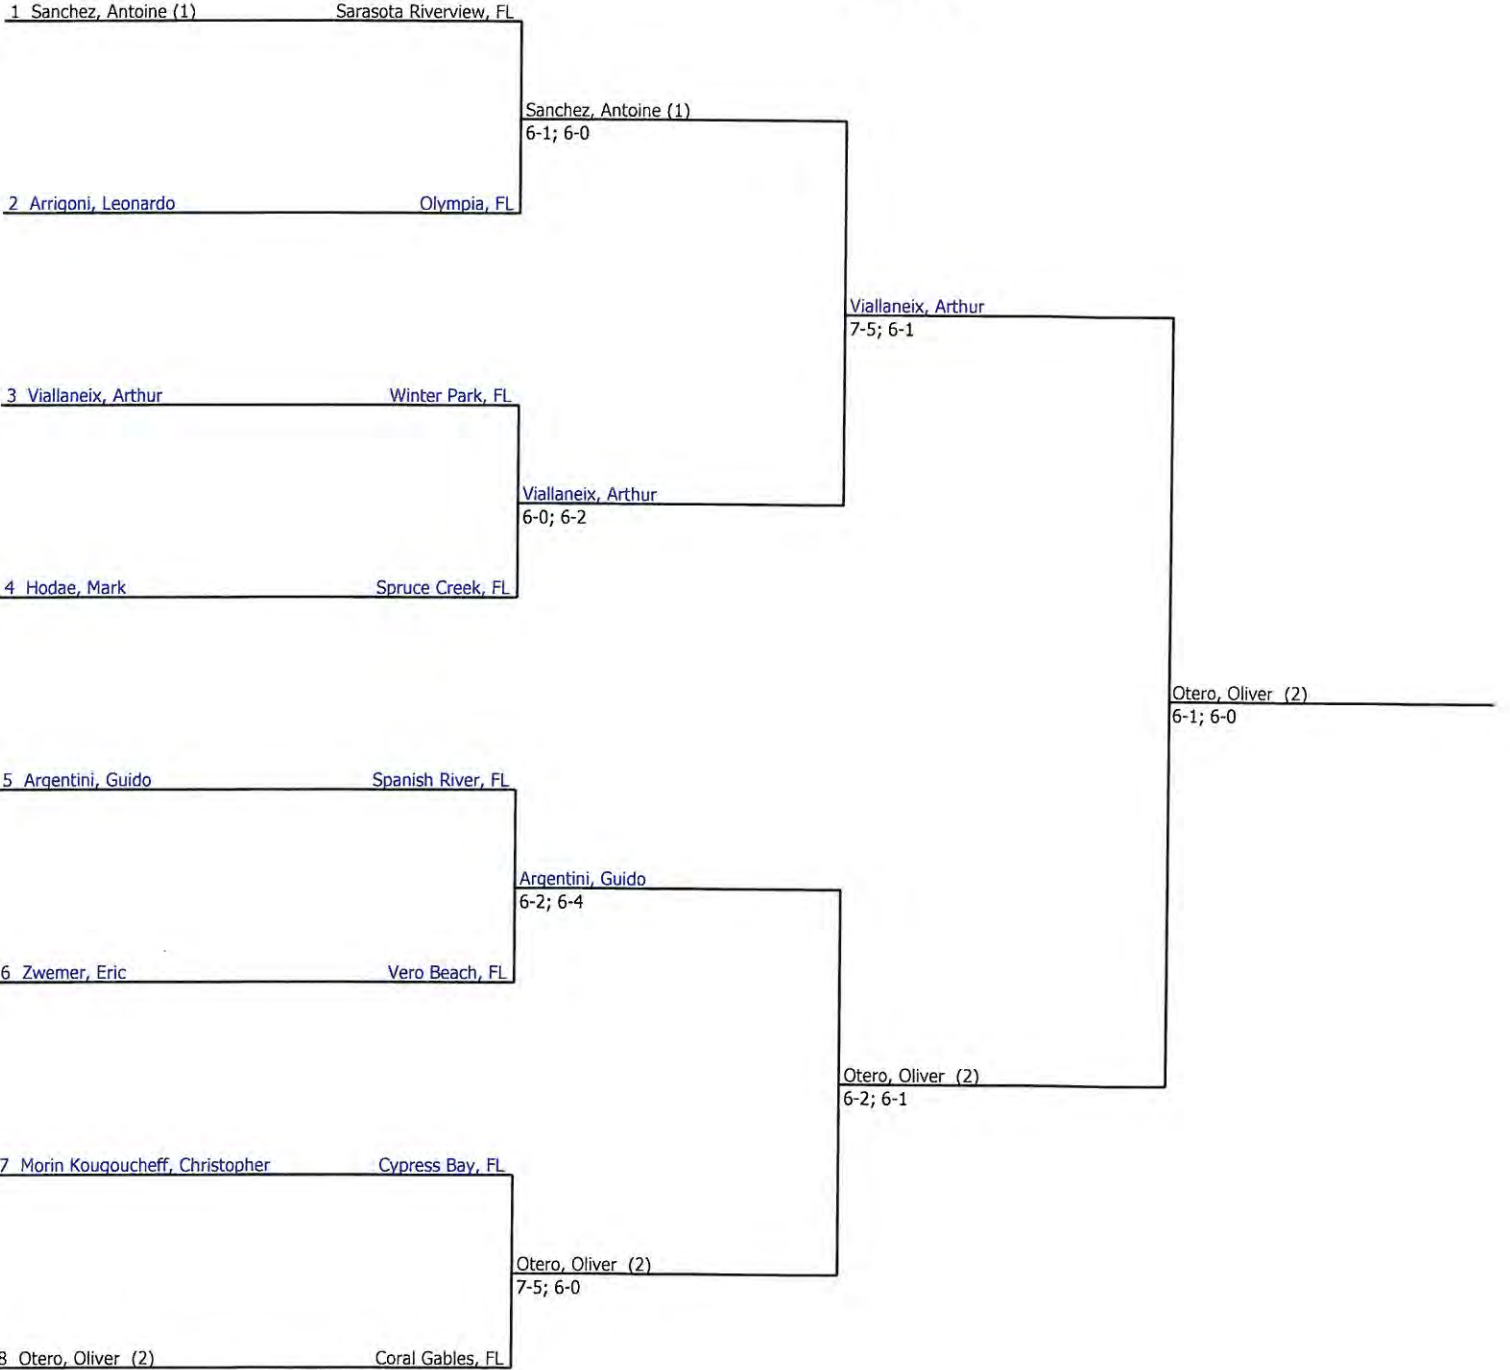 1 Sanchez, Antoine (1) Sarasota Riverview, FL
Sanchez, Antoine (1)
6-1; 6-0
2 Arrigoni, Leonardo Olympia, FL
Viallaneix, Arthur
7-5; 6-1
3 Viallaneix, Arthur Winter Park, FL
Viallaneix, Arthur
6-0; 6-2
4 Hodae, Mark Spruce Creek, FL
Otero, Oliver (2)
6-1; 6-0
5 Argentini, Guido Spanish River, FL
Argentini, Guido
6-2; 6-4
6 Zwemer, Eric Vero Beach, FL
Otero, Oliver (2)
6-2; 6-1
7 Morin Kougoucheff, Christopher Cypress Bay, FL
Otero, Oliver (2)
7-5; 6-0
8 Otero, Oliver (2) Coral Gables, FL